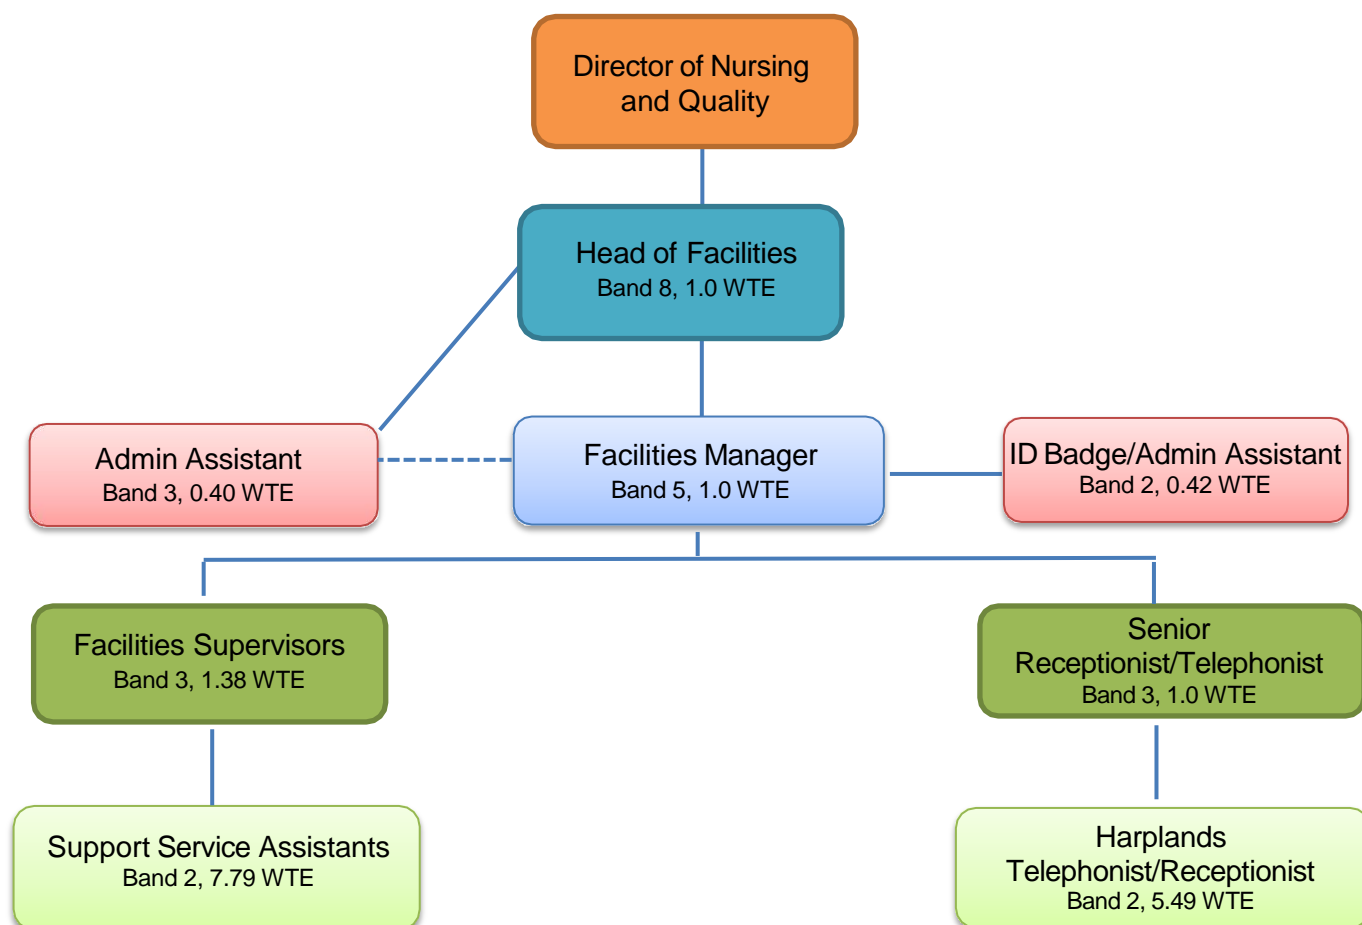 Director of Nursing
and Quality
Head of Facilities
Band 8, 1.0 WTE
Admin Assistant
Band 3, 0.40 WTE
Facilities Manager
Band 5, 1.0 WTE
ID Badge/Admin Assistant
Band 2, 0.42 WTE
Facilities Supervisors
Band 3, 1.38 WTE
Senior
Receptionist/Telephonist
Band 3, 1.0 WTE
Support Service Assistants
Band 2, 7.79 WTE
Harplands
Telephonist/Receptionist
Band 2, 5.49 WTE